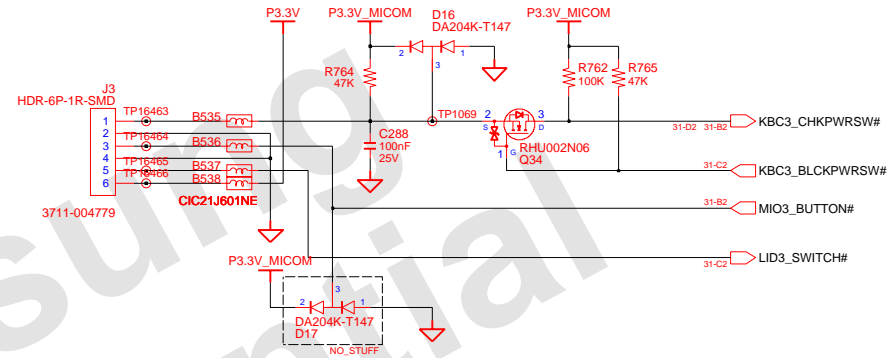 P3.3V
P3.3V_MICOM
D16
DA204K-T147
P3.3V_MICOM
2
1
3
R764
47K
R762
100K
R765
47K
J3
HDR-6P-1R-SMD
1
2
3
4
5
6
3711-004779
TP16463
TP16464
TP16465
TP16466
B535
B536
B537
B538
CIC21J601NE
C288
100nF
25V
TP1069
2
S
3
D
1
G
RHU002N06
Q34
31-D2 31-B2
KBC3_CHKPWRSW#
31-C2
KBC3_BLCKPWRSW#
31-B2
MIO3_BUTTON#
31-C2
LID3_SWITCH#
P3.3V_MICOM
3
2
1
DA204K-T147
D17
NO_STUFF
sung
ntial